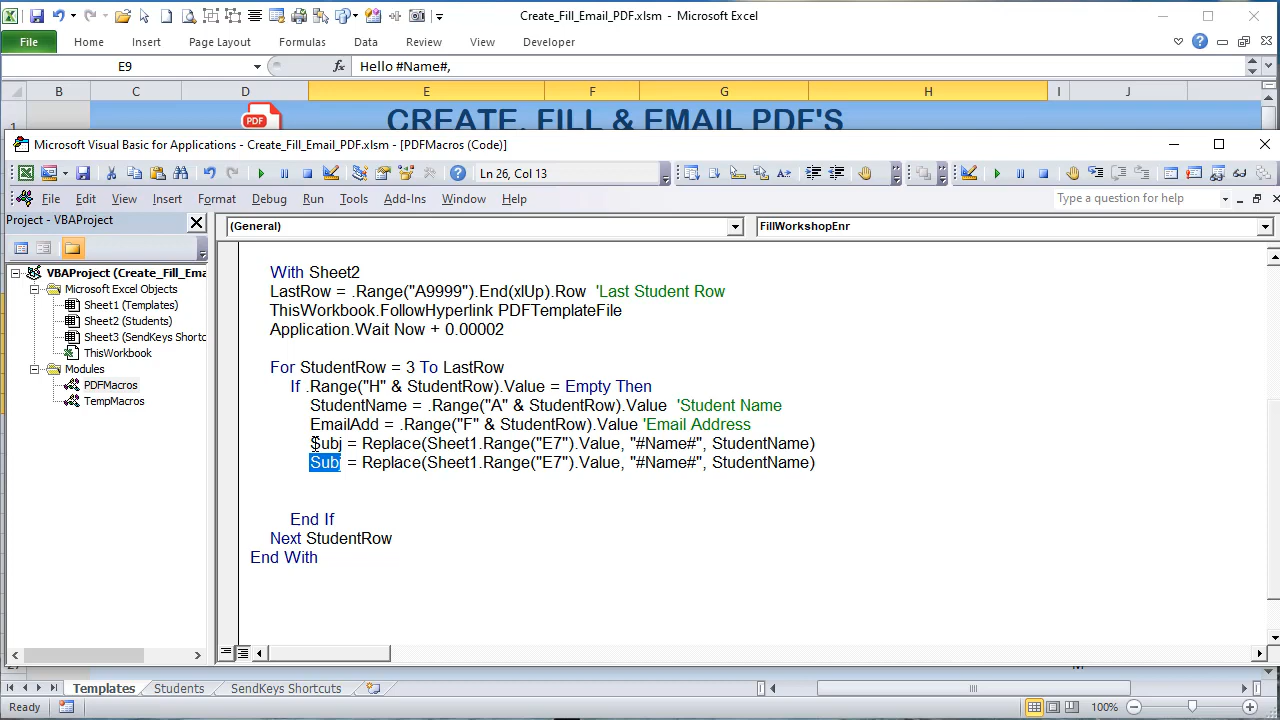 Create_Fill_Email_PDF.xlsm - Microsoft Excel
File Home Insert Page Layout Formulas Data Review View Developer
E9 fx Hello #Name#,
B C D E F G H I J
1 PDF CREATE, FILL & EMAIL PDF'S
Microsoft Visual Basic for Applications - Create_Fill_Email_PDF.xlsm - [PDFMacros (Code)]
Ln 26, Col 13
File Edit View Insert Format Debug Run Tools Add-Ins Window Help Type a question for help
Project - VBAProject
(General) FillWorkshopEnr
VBAProject (Create_Fill_Ema
Microsoft Excel Objects
Sheet1 (Templates)
Sheet2 (Students)
Sheet3 (SendKeys Shortc
ThisWorkbook
Modules
PDFMacros
TempMacros
With Sheet2
LastRow = .Range("A9999").End(xlUp).Row 'Last Student Row
ThisWorkbook.FollowHyperlink PDFTemplateFile
Application.Wait Now + 0.00002
For StudentRow = 3 To LastRow
If .Range("H" & StudentRow).Value = Empty Then
StudentName = .Range("A" & StudentRow).Value 'Student Name
EmailAdd = .Range("F" & StudentRow).Value 'Email Address
Subj = Replace(Sheet1.Range("E7").Value, "#Name#", StudentName)
Subj = Replace(Sheet1.Range("E7").Value, "#Name#", StudentName)
End If
Next StudentRow
End With
Templates Students SendKeys Shortcuts
Ready 100%